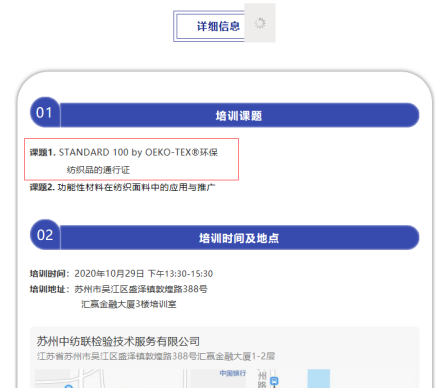 详细信息
01
培训课题
课题1. STANDARD 100 by OEKO-TEX®环保
纺织品的通行证
课题2. 功能性材料在纺织面料中的应用与推广
02
培训时间及地点
培训时间：2020年10月29日 下午13:30-15:30
培训地址：苏州市吴江区盛泽镇敦煌路388号
汇赢金融大厦3楼培训室
苏州中纺联检验技术服务有限公司
江苏省苏州市吴江区盛泽镇敦煌路388号汇赢金融大厦1-2层
中国银行
州
路